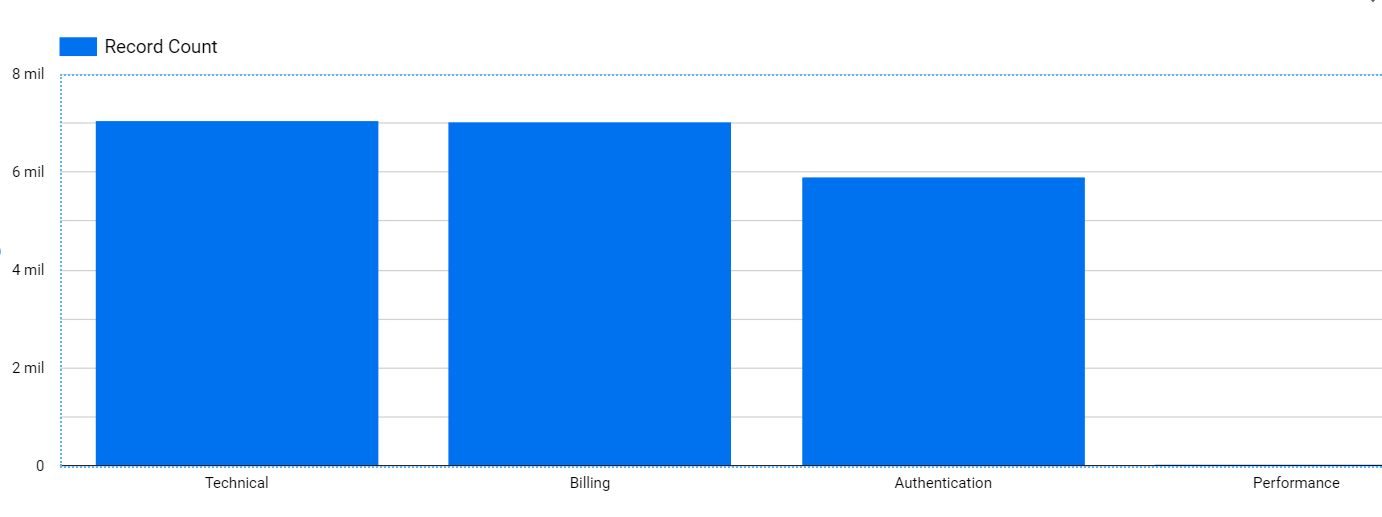 Record Count
8 mil
6 mil
4 mil
2 mil
0
Technical Billing Authentication Performance